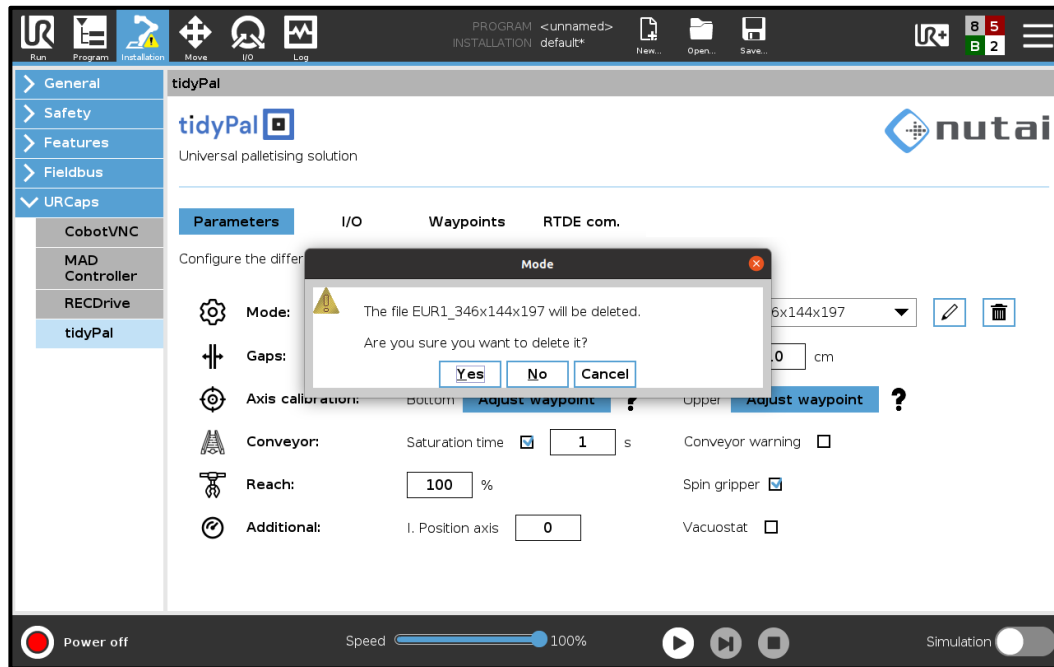 PROGRAM <unnamed>
INSTALLATION default*
Run Program Installation Move I/O Log New... Open... Save...
UR+
8 5
B 2
General
Safety
Features
Fieldbus
URCaps
CobotVNC
MAD
Controller
RECDrive
tidyPal
tidyPal
tidyPal
nutai
Universal palletising solution
Parameters I/O Waypoints RTDE com.
Configure the differ
Mode
The file EUR1_346x144x197 will be deleted.
Are you sure you want to delete it?
Yes No Cancel
Mode: 6x144x197
Gaps: .0 cm
Axis calibration: Bottom Adjust waypoint ? Upper Adjust waypoint ?
Conveyor: Saturation time 1 s Conveyor warning
Reach: 100 % Spin gripper
Additional: I. Position axis 0 Vacuostat
Power off Speed 100% Simulation